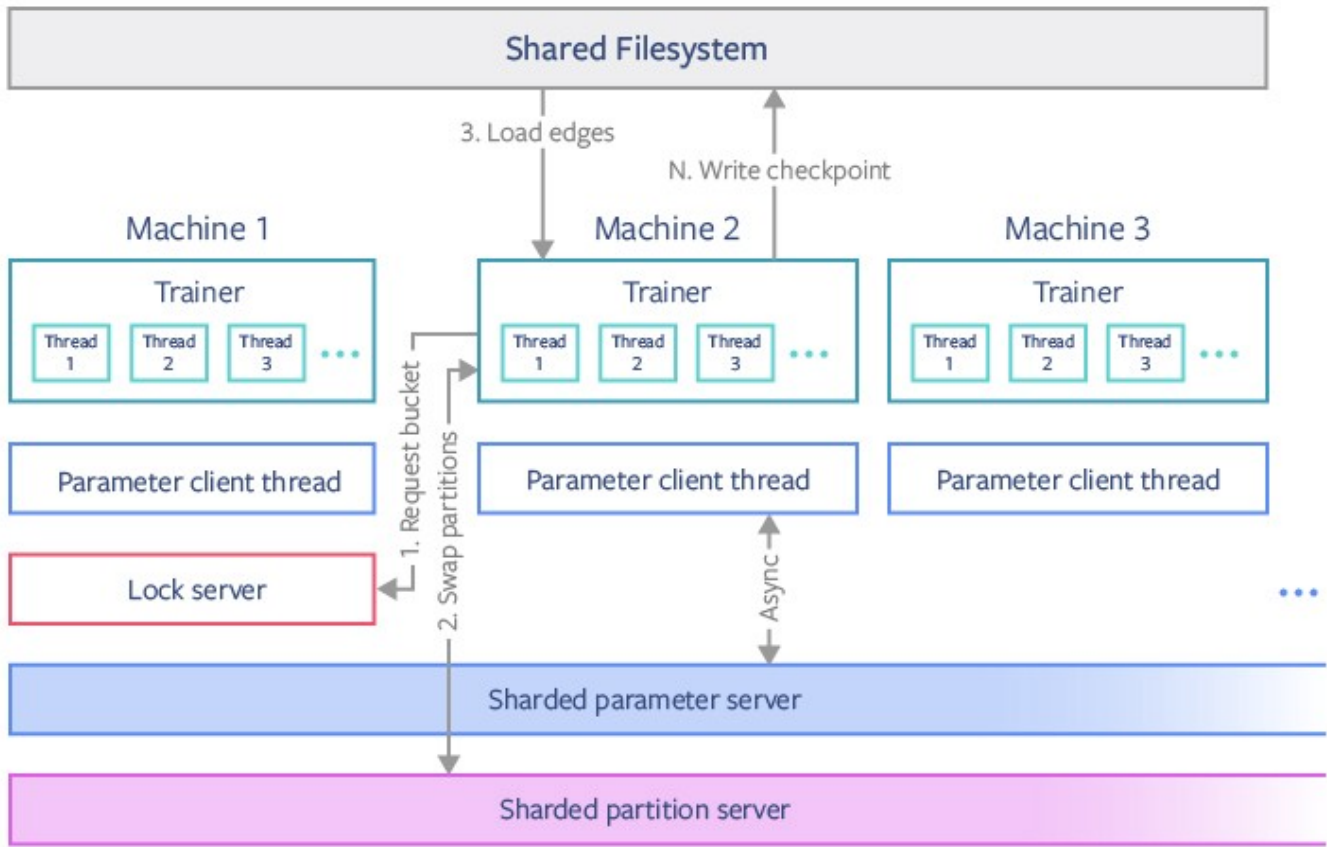 Shared Filesystem
3. Load edges
N. Write checkpoint
Machine 1
Machine 2
Machine 3
Trainer
Trainer
Trainer
Thread
1
Thread
2
Thread
3
...
Thread
1
Thread
2
Thread
3
...
Thread
1
Thread
2
Thread
3
...
1. Request bucket
2. Swap partitions
Parameter client thread
Parameter client thread
Parameter client thread
Lock server
Async
...
Sharded parameter server
Sharded partition server